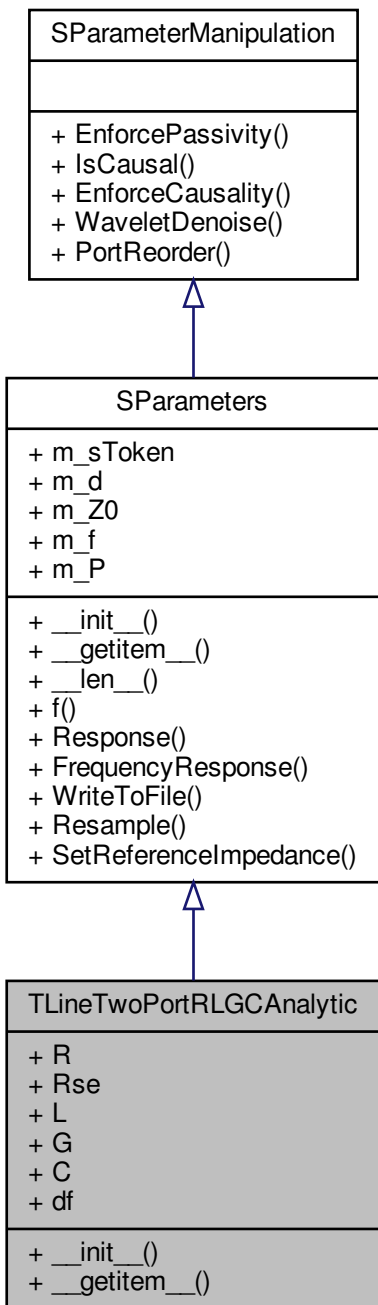 SParameterManipulation
+ EnforcePassivity()
+ IsCausal()
+ EnforceCausality()
+ WaveletDenoise()
+ PortReorder()
SParameters
+ m_sToken
+ m_d
+ m_Z0
+ m_f
+ m_P
+ __init__()
+ __getitem__()
+ __len__()
+ f()
+ Response()
+ FrequencyResponse()
+ WriteToFile()
+ Resample()
+ SetReferenceImpedance()
TLineTwoPortRLGCAnalytic
+ R
+ Rse
+ L
+ G
+ C
+ df
+ __init__()
+ __getitem__()